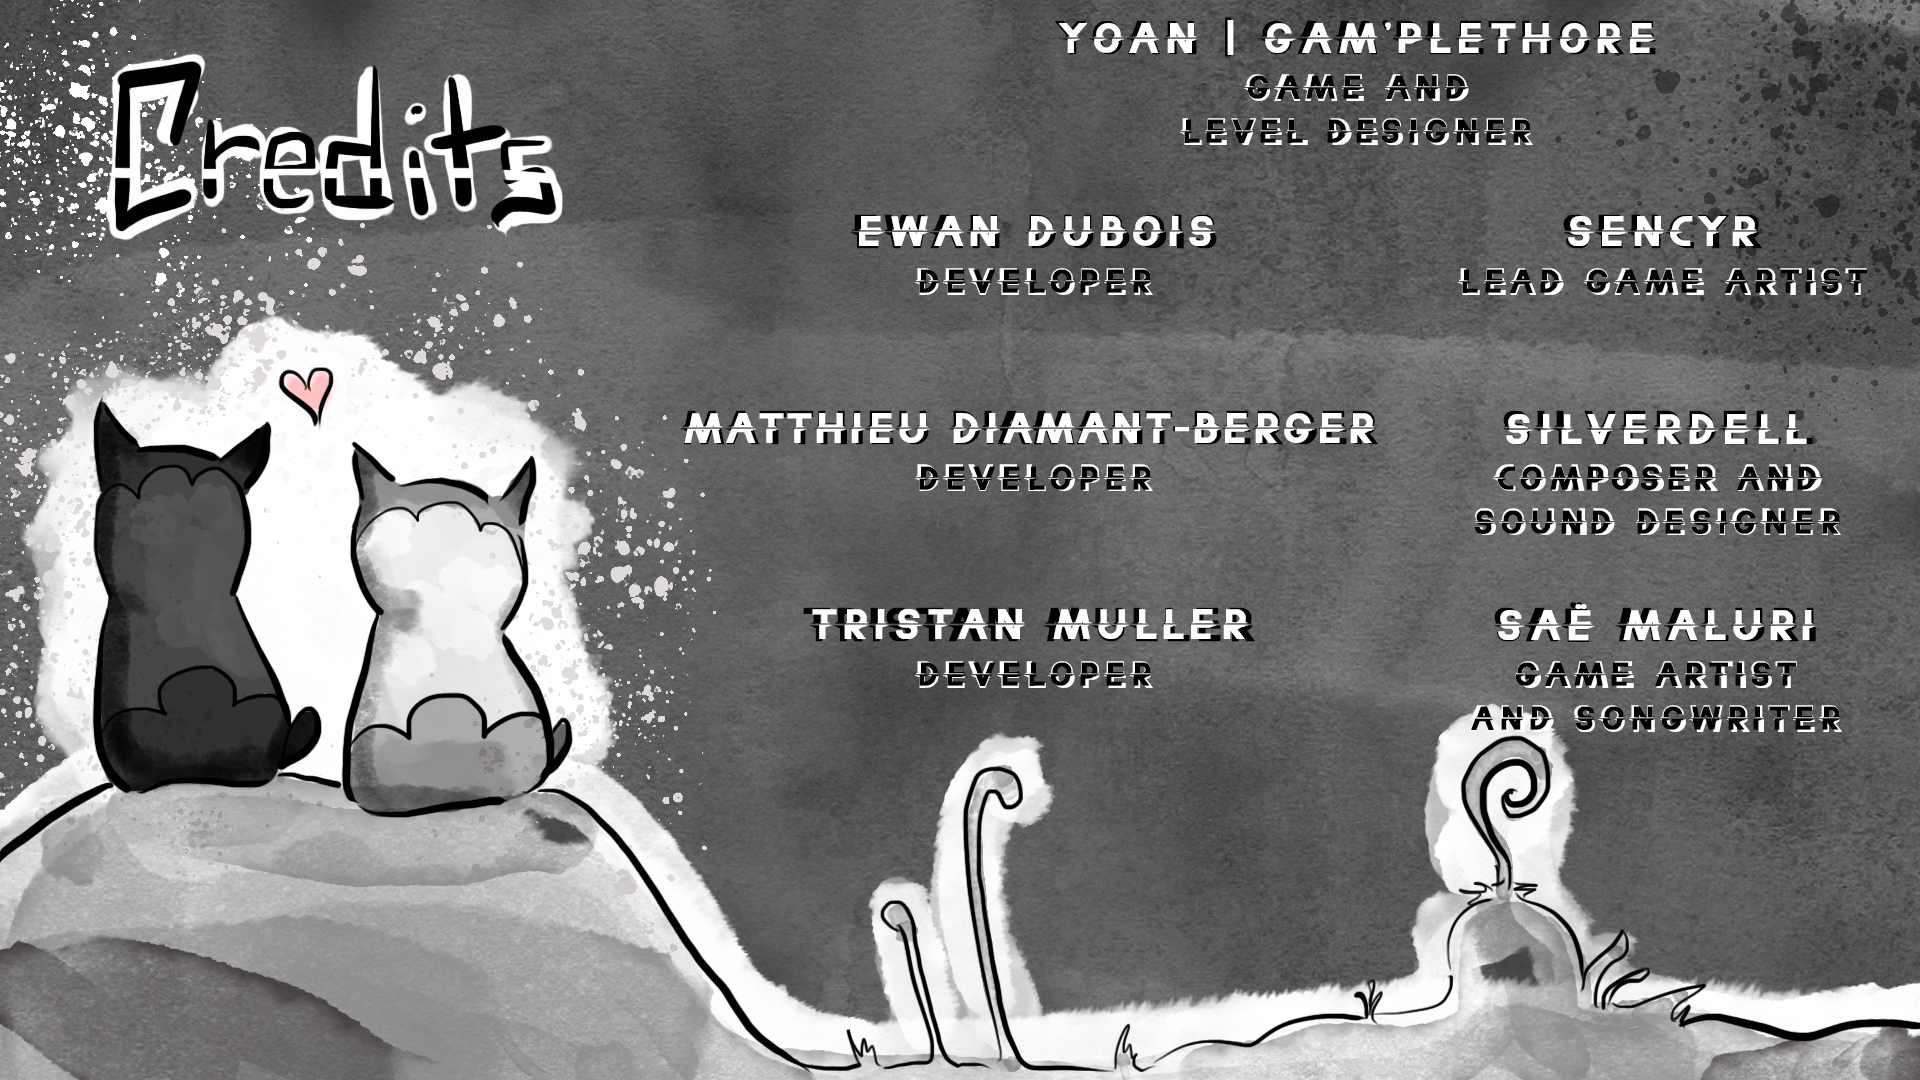 Credits
YOAN | GAM'PLETHORE
GAME AND
LEVEL DESIGNER
EWAN DUBOIS
DEVELOPER
SENCYR
LEAD GAME ARTIST
MATTHIEU DIAMANT-BERGER
DEVELOPER
SILVERDELL
COMPOSER AND
SOUND DESIGNER
TRISTAN MULLER
DEVELOPER
SAË MALURI
GAME ARTIST
AND SONGWRITER